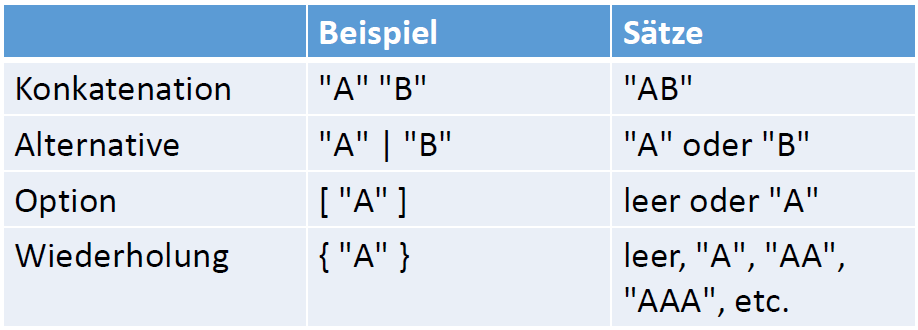 Beispiel Sätze
Konkatenation "A" "B" "AB"
Alternative "A" | "B" "A" oder "B"
Option [ "A" ] leer oder "A"
Wiederholung { "A" } leer, "A", "AA",
"AAA", etc.